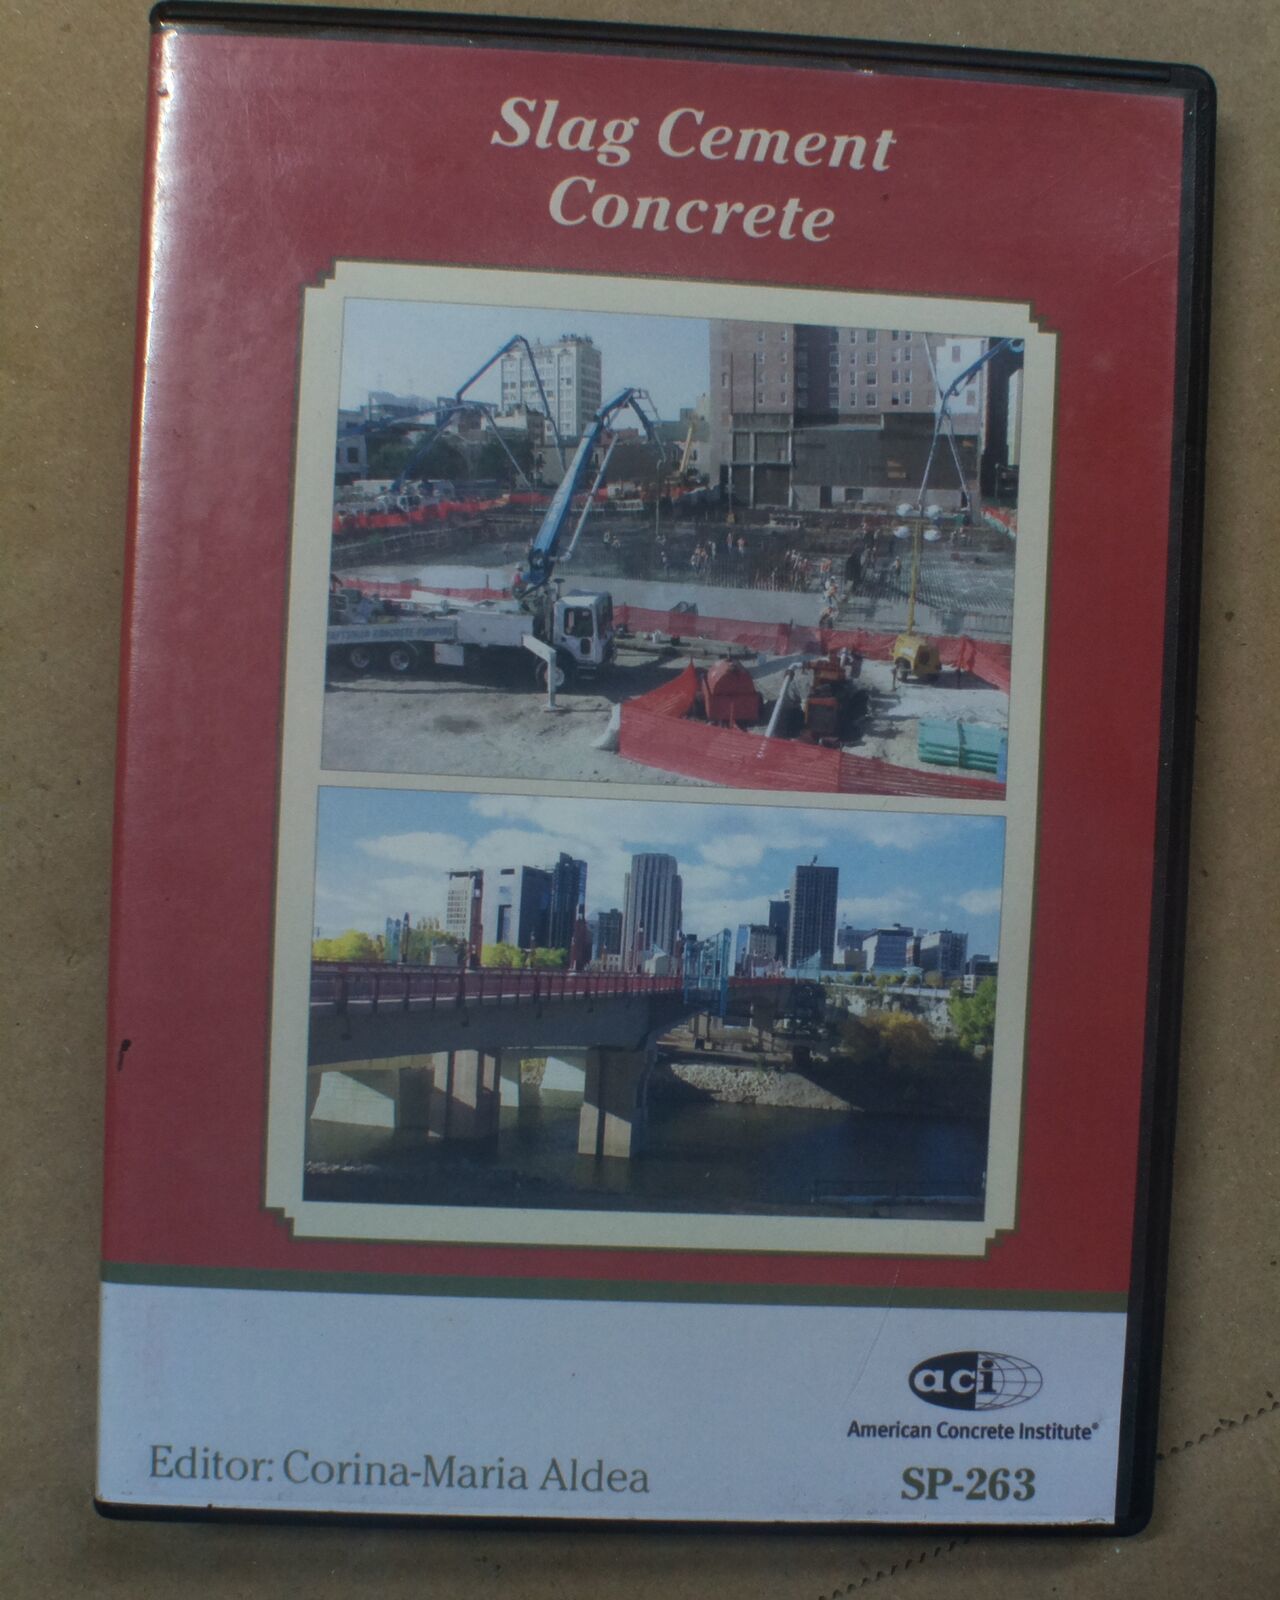 Slag Cement
Concrete
aci
American Concrete Institute®
Editor: Corina-Maria Aldea
SP-263